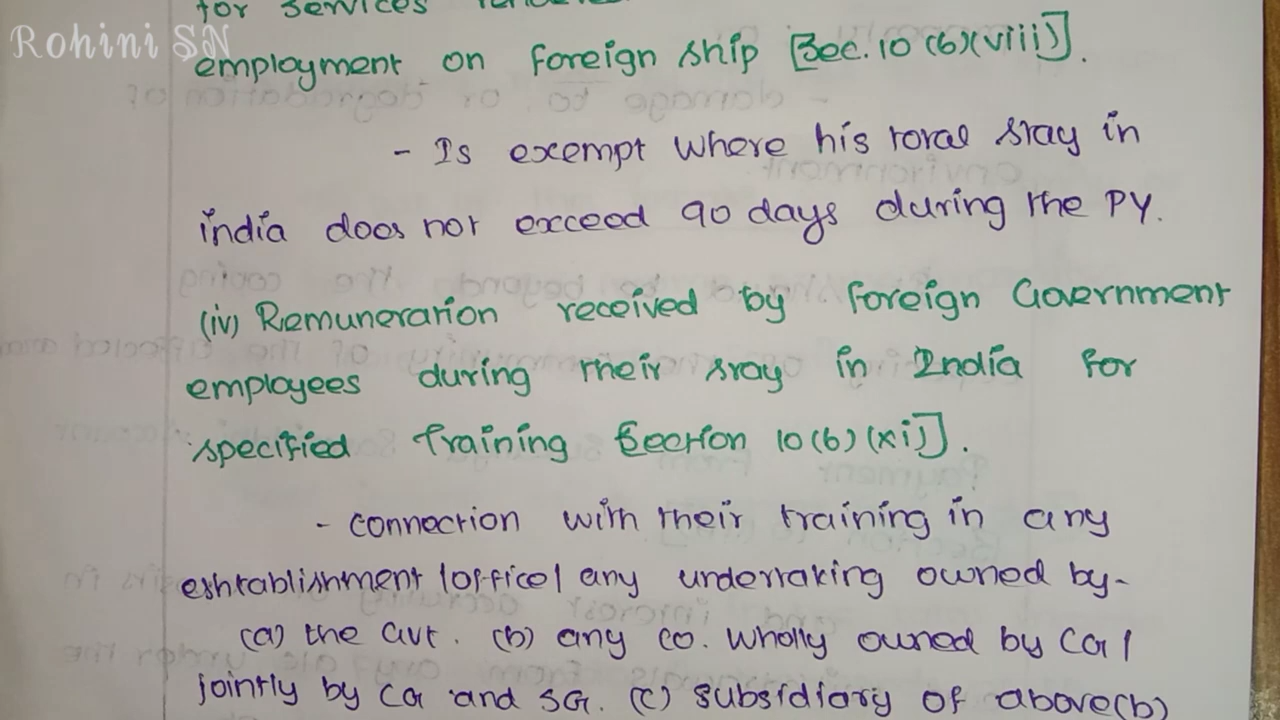 for services
Rohini SN
employment on foreign ship [Sec. 10 (6)(viii)].
- Is exempt where his total stay in
india does not exceed 90 days during the PY.
(iv) Remuneration received by foreign Government
employees during their stay in India for
specified Training [Section 10(6)(xi)].
- connection with their training in any
eshtablishment /office/ any undertaking owned by-
(a) the Gvt. (b) any co. wholly owned by CG /
jointly by CG and SG. (c) subsidiary of above(b)